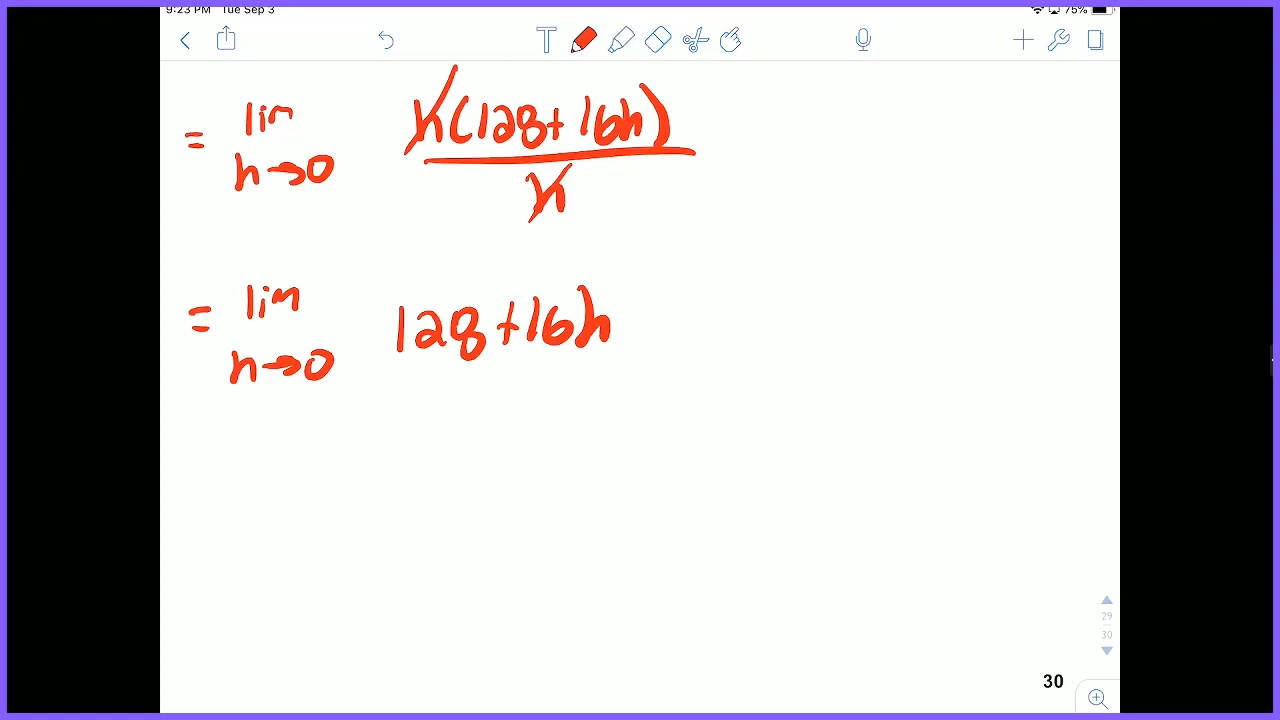 9:23 PM Tue Sep 3 75%
T
= lim h→0 h(128+16h) / h
= lim h→0 128+16h
29
30
30